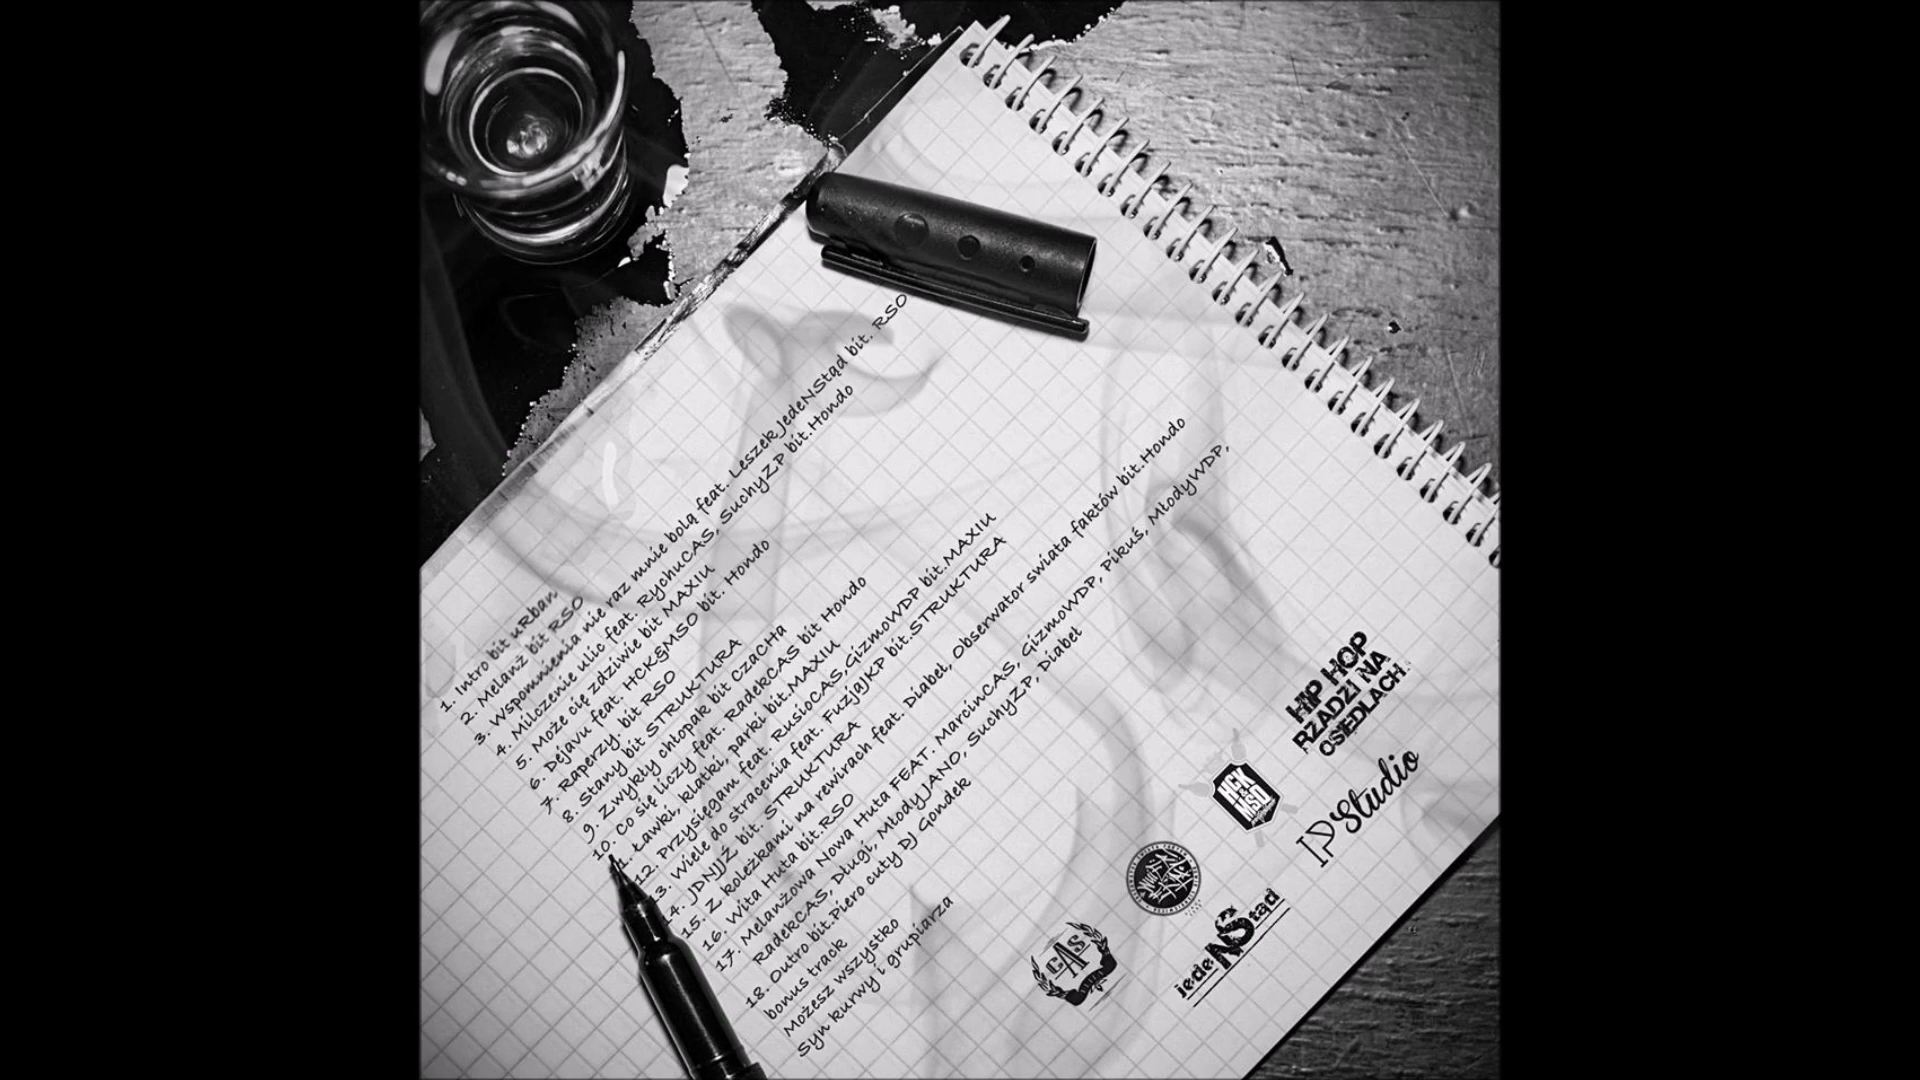 1. Intro bit uRban
2. Melanż bit RSO
3. Wspomnienia nie raz mnie bolą feat. LeszekJedeNStąd bit. RSO
4. Milczenie ulic feat. RychuCAS, SuchyZP bit.Hondo
5. Może cię zdziwie bit MAXIU
6. Dejavu feat. HCK&MSO bit. Hondo
7. Raperzy. bit RSO
8. Stany bit STRUKTURA
9. Zwykły chłopak bit CzaCHa
10. Co się liczy feat. RadekCAS bit Hondo
1. Ławki, klatki, parki bit.MAXIU
12. Przysięgam feat. RusioCAS,GizmoWDP bit.MAXIU
13. Wiele do stracenia feat. FuzjaJKP bit.STRUKTURA
14. JDNJJŻ bit. STRUKTURA
15. Z koleżkami na rewirach feat. Diabel, Obserwator swiata faktów bit.Hondo
16. Wita Huta bit.RSO
17. Melanżowa Nowa Huta FEAT. MarcinCAS, GizmoWDP, Pikuś, MłodyWDP,
RadekCAS, Długi, MłodyJANO, SuchyZP, Diabel
18. Outro bit.Piero cuty DJ Gondek
bonus track
Możesz wszystko
Syn kurwy i grupiarza
HIP HOP
RZĄDZI NA
OSIEDLACH
HCK
MSO
IP Studio
CAS
jedeNStąd